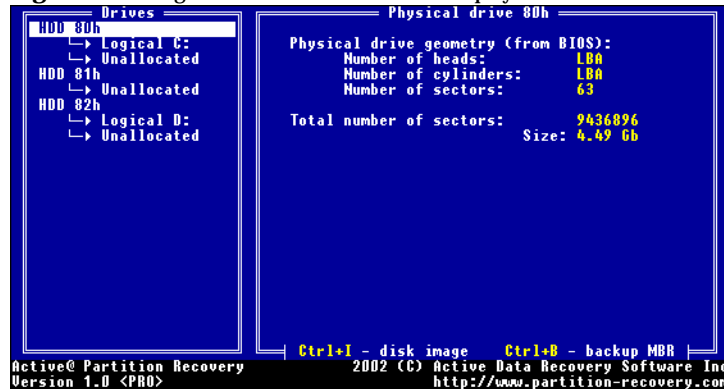 Drives
HDD 80h
Logical C:
Unallocated
HDD 81h
Unallocated
HDD 82h
Logical D:
Unallocated
Physical drive 80h
Physical drive geometry (from BIOS):
Number of heads: LBA
Number of cylinders: LBA
Number of sectors: 63
Total number of sectors: 9436896
Size: 4.49 Gb
Ctrl+I - disk image Ctrl+B - backup MBR
Active@ Partition Recovery
Version 1.0 <PRO>
2002 (C) Active Data Recovery Software Inc
http://www.partition-recovery.com